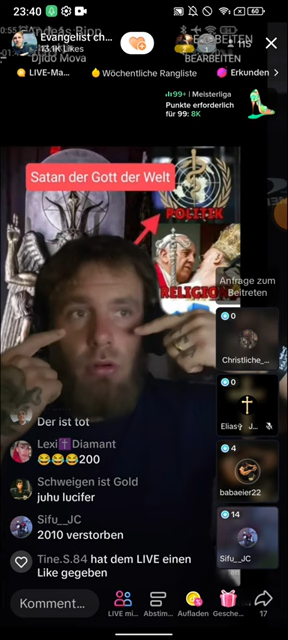 23:40
60
Evangelist ch...
13.1K Likes
Djido Mova
BEARBEITEN
115
LIVE-Ma...
Wöchentliche Rangliste
Erkunden
99+ | Meisterliga
Punkte erforderlich
für 99: 8K
Satan der Gott der Welt
POLITIK
RELIGION
Anfrage zum
Beitreten
0
Christliche_...
0
Elias✞ J...
4
babaeier22
14
Sifu__JC
Der ist tot
Lexi✝️Diamant
😂😂😂200
Schweigen ist Gold
juhu lucifer
Sifu__JC
2010 verstorben
Tine.S.84 hat dem LIVE einen
Like gegeben
Komment...
LIVE mi...
Abstim...
Aufladen
Gesche...
17